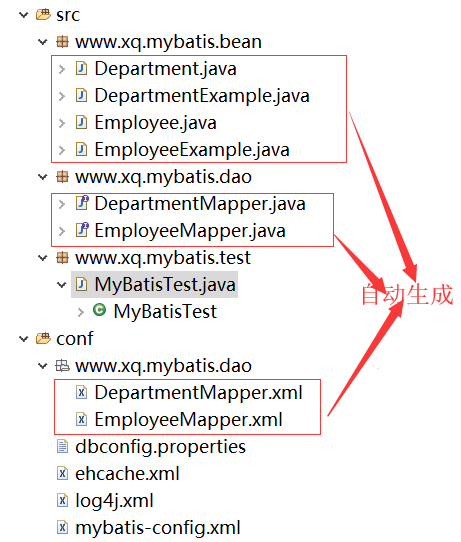 src
www.xq.mybatis.bean
Department.java
DepartmentExample.java
Employee.java
EmployeeExample.java
www.xq.mybatis.dao
DepartmentMapper.java
EmployeeMapper.java
www.xq.mybatis.test
MyBatisTest.java
MyBatisTest
自动生成
conf
www.xq.mybatis.dao
DepartmentMapper.xml
EmployeeMapper.xml
dbconfig.properties
ehcache.xml
log4j.xml
mybatis-config.xml